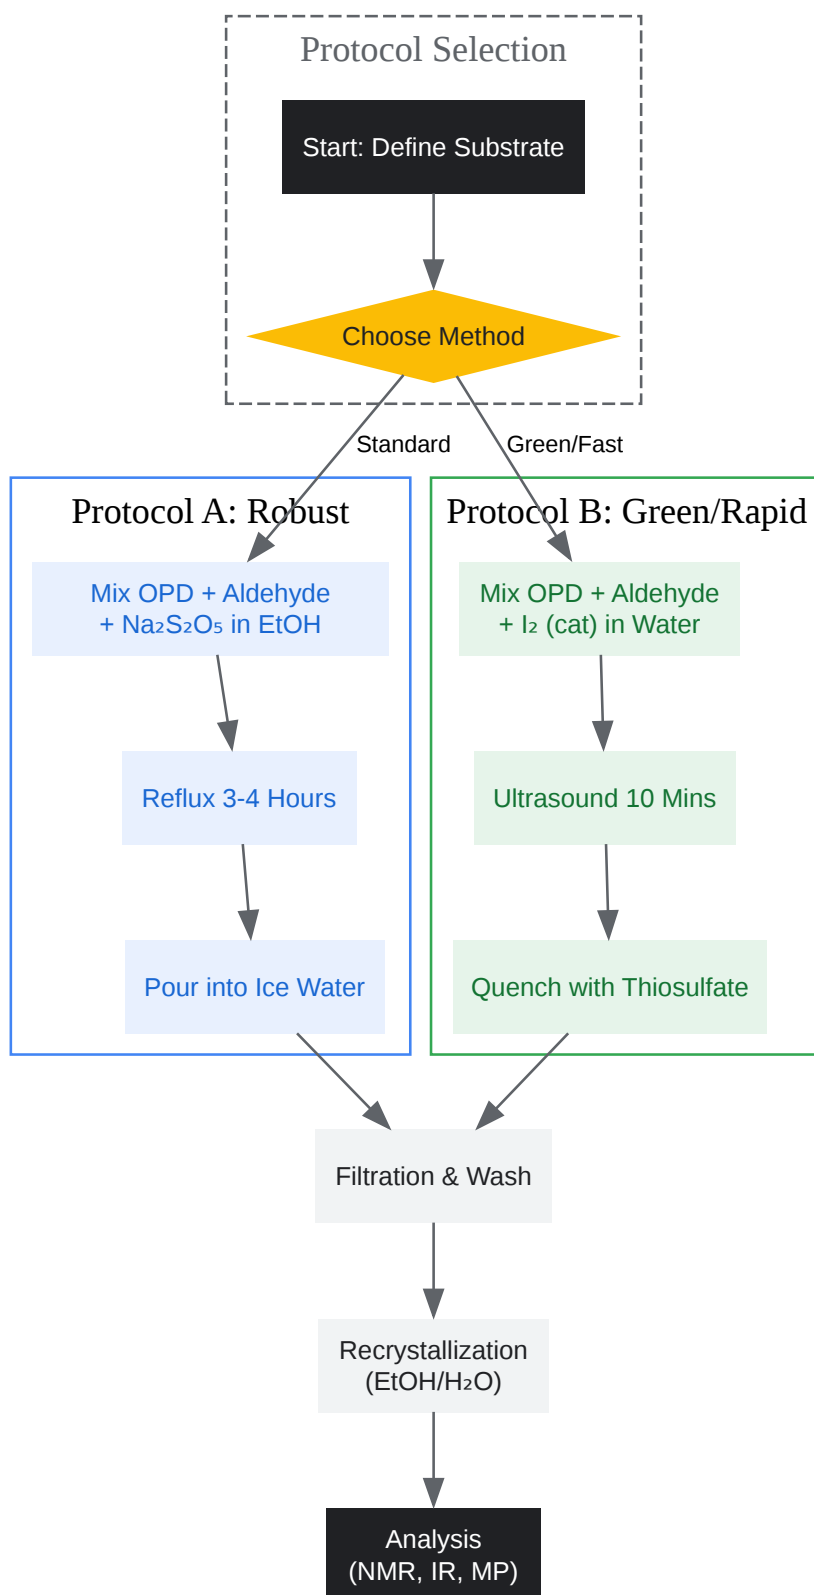 Protocol Selection
Start: Define Substrate
Choose Method
Standard
Green/Fast
Protocol A: Robust
Mix OPD + Aldehyde
+ Na₂S₂O₅ in EtOH
Reflux 3-4 Hours
Pour into Ice Water
Protocol B: Green/Rapid
Mix OPD + Aldehyde
+ I₂ (cat) in Water
Ultrasound 10 Mins
Quench with Thiosulfate
Filtration & Wash
Recrystallization
(EtOH/H₂O)
Analysis
(NMR, IR, MP)